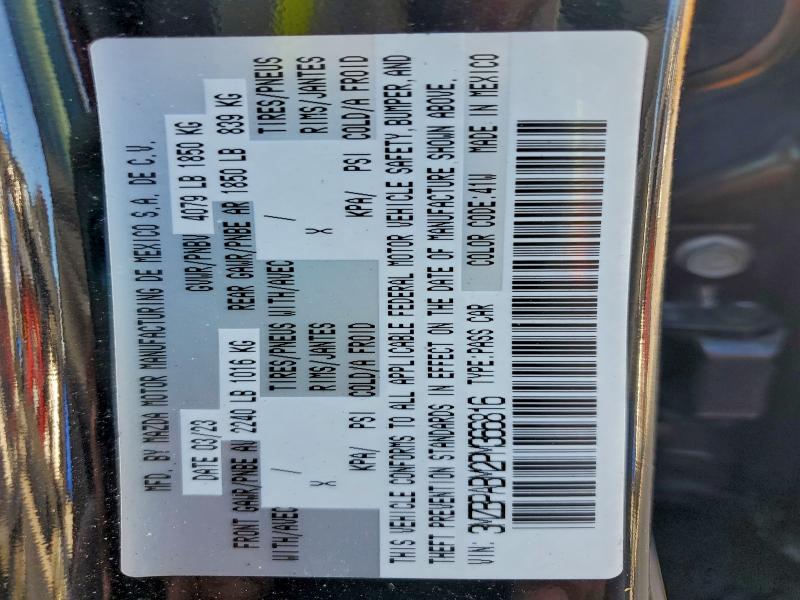 MFD. BY MAZDA MOTOR MANUFACTURING DE MEXICO S.A. DE C.V.
DATE 03/23 GVWR/PNBV 4079 LB 1850 KG
FRONT GAWR/PNBE AV 2240 LB 1016 KG REAR GAWR/PNBE AR 1850 LB 839 KG
WITH/AVEC / TIRES/PNEUS WITH/AVEC / TIRES/PNEUS
X RIMS/JANTES X RIMS/JANTES
KPA/ PSI COLD/A FROID KPA/ PSI COLD/A FROID
THIS VEHICLE CONFORMS TO ALL APPLICABLE FEDERAL MOTOR VEHICLE SAFETY, BUMPER, AND
THEFT PREVENTION STANDARDS IN EFFECT ON THE DATE OF MANUFACTURE SHOWN ABOVE.
VIN: 3MVZBPABXPM366816 TYPE:PASS CAR COLOR CODE:41W MADE IN MEXICO